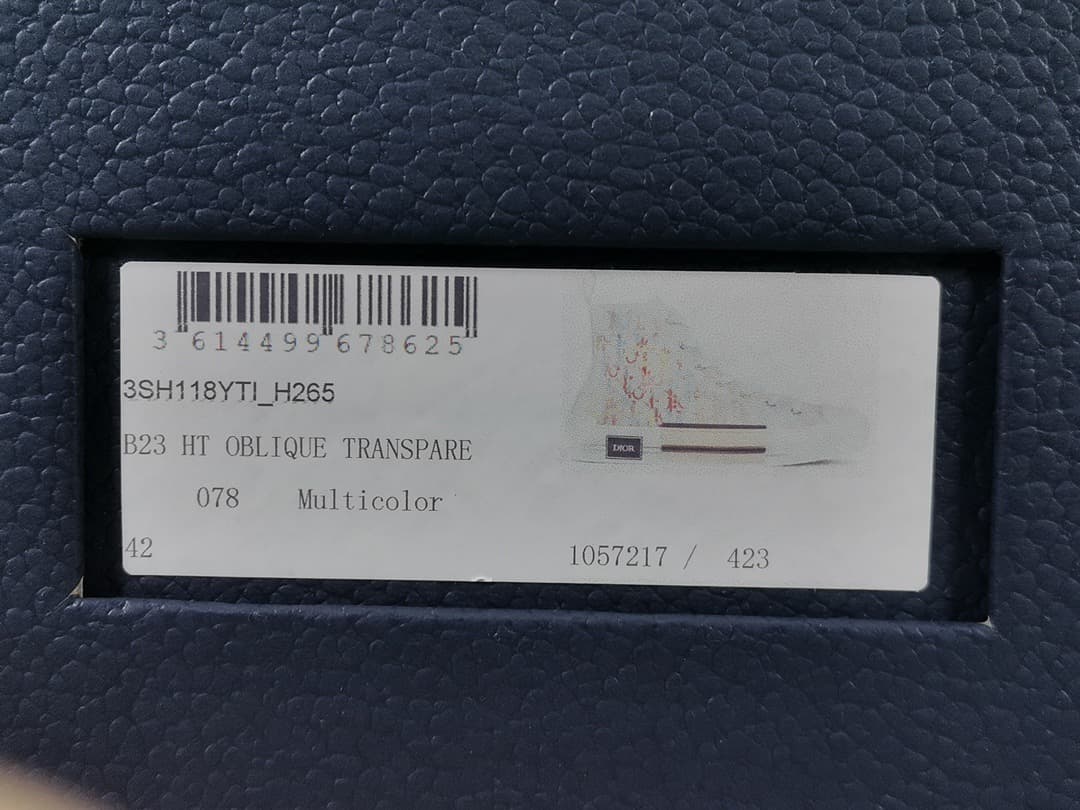 3 614499 678625
3SH118YTI_H265
B23 HT OBLIQUE TRANSPARE
078 Multicolor
42
DIOR
1057217 / 423